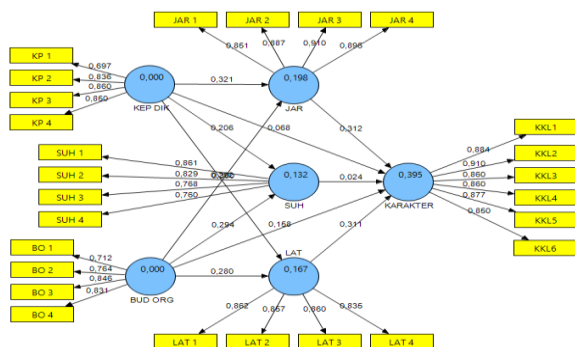 JAR 1 JAR 2 JAR 3 JAR 4
0,851 0,887 0,910 0,896
KP 1
KP 2
KP 3
KP 4
0,697
0,836
0,860
0,850
0,000
KEP DIK
0,321
0,198
JAR
0,206
0,068
0,312
SUH 1
SUH 2
SUH 3
SUH 4
0,861
0,829
0,768
0,760
0,132
SUH
0,024
0,395
KARAKTER
KKL1
KKL2
KKL3
KKL4
KKL5
KKL6
0,884
0,910
0,860
0,860
0,877
0,860
BO 1
BO 2
BO 3
BO 4
0,712
0,764
0,846
0,831
0,000
BUD ORG
0,294
0,158
0,280
LAT
0,167
0,311
0,852
0,857
0,860
0,835
LAT 1 LAT 2 LAT 3 LAT 4